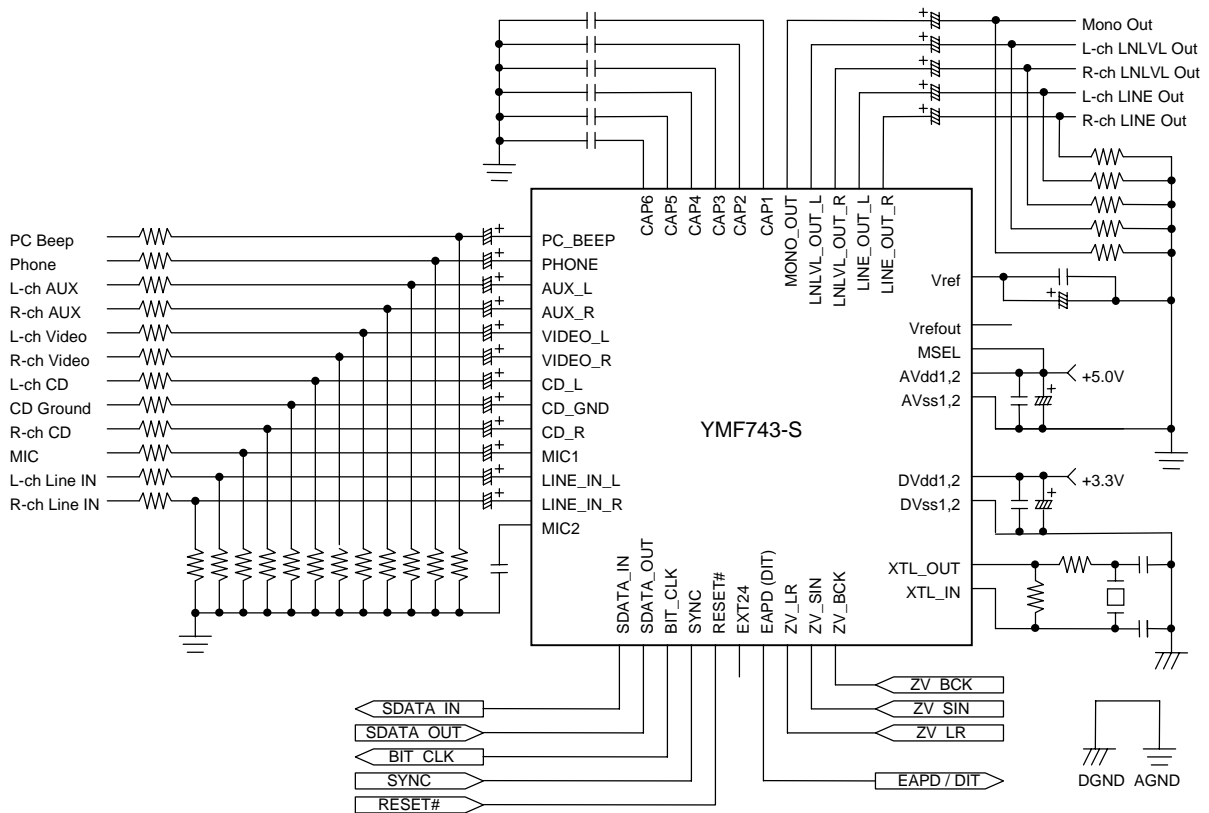 Mono Out
L-ch LNLVL Out
R-ch LNLVL Out
L-ch LINE Out
R-ch LINE Out
CAP6
CAP5
CAP4
CAP3
CAP2
CAP1
MONO_OUT
LNLVL_OUT_L
LNLVL_OUT_R
LINE_OUT_L
LINE_OUT_R
PC Beep
Phone
L-ch AUX
R-ch AUX
L-ch Video
R-ch Video
L-ch CD
CD Ground
R-ch CD
MIC
L-ch Line IN
R-ch Line IN
PC_BEEP
PHONE
AUX_L
AUX_R
VIDEO_L
VIDEO_R
CD_L
CD_GND
CD_R
MIC1
LINE_IN_L
LINE_IN_R
MIC2
YMF743-S
Vref
Vrefout
MSEL
AVdd1,2
AVss1,2
DVdd1,2
DVss1,2
XTL_OUT
XTL_IN
+5.0V
+3.3V
SDATA_IN
SDATA_OUT
BIT_CLK
SYNC
RESET#
EXT24
EAPD (DIT)
ZV_LR
ZV_SIN
ZV_BCK
SDATA_IN
SDATA_OUT
BIT_CLK
SYNC
RESET#
ZV_BCK
ZV_SIN
ZV_LR
EAPD / DIT
DGND AGND